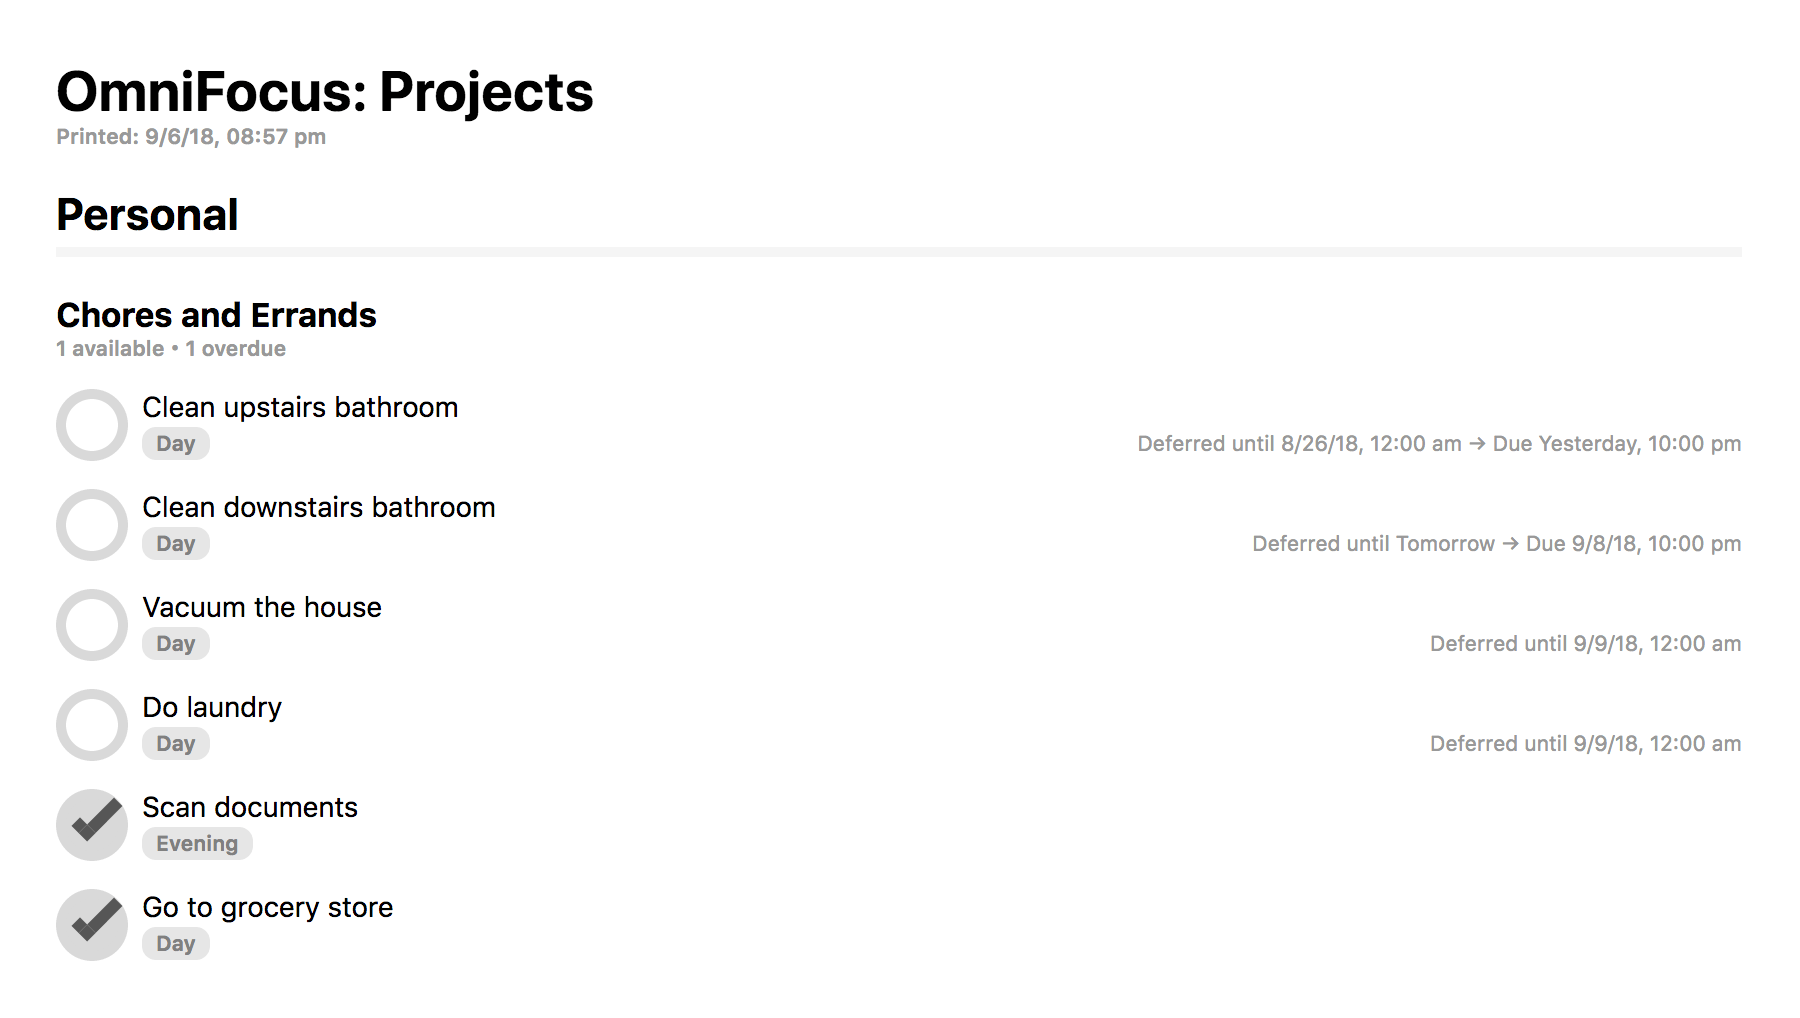 OmniFocus: Projects
Printed: 9/6/18, 08:57 pm
Personal
Chores and Errands
1 available • 1 overdue
Clean upstairs bathroom
Day
Deferred until 8/26/18, 12:00 am → Due Yesterday, 10:00 pm
Clean downstairs bathroom
Day
Deferred until Tomorrow → Due 9/8/18, 10:00 pm
Vacuum the house
Day
Deferred until 9/9/18, 12:00 am
Do laundry
Day
Deferred until 9/9/18, 12:00 am
Scan documents
Evening
Go to grocery store
Day